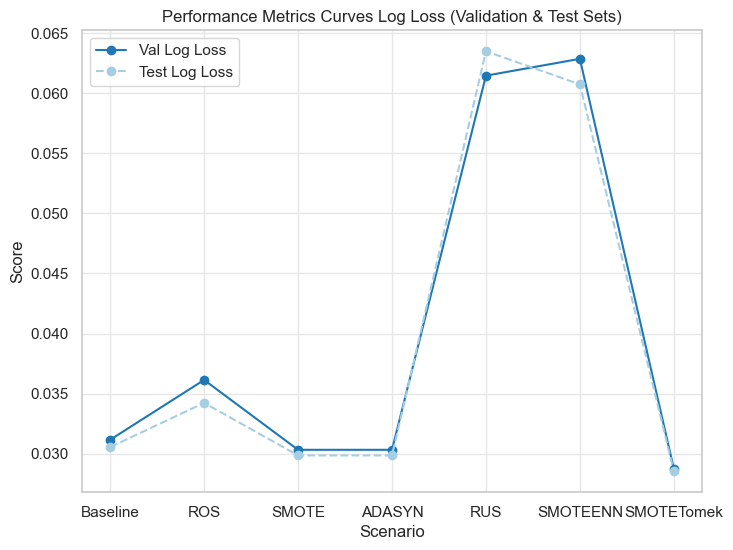 Performance Metrics Curves Log Loss (Validation & Test Sets)
Val Log Loss
Test Log Loss
0.065
0.060
0.055
0.050
0.045
0.040
0.035
0.030
Score
Baseline ROS SMOTE ADASYN RUS SMOTEENN SMOTETomek
Scenario